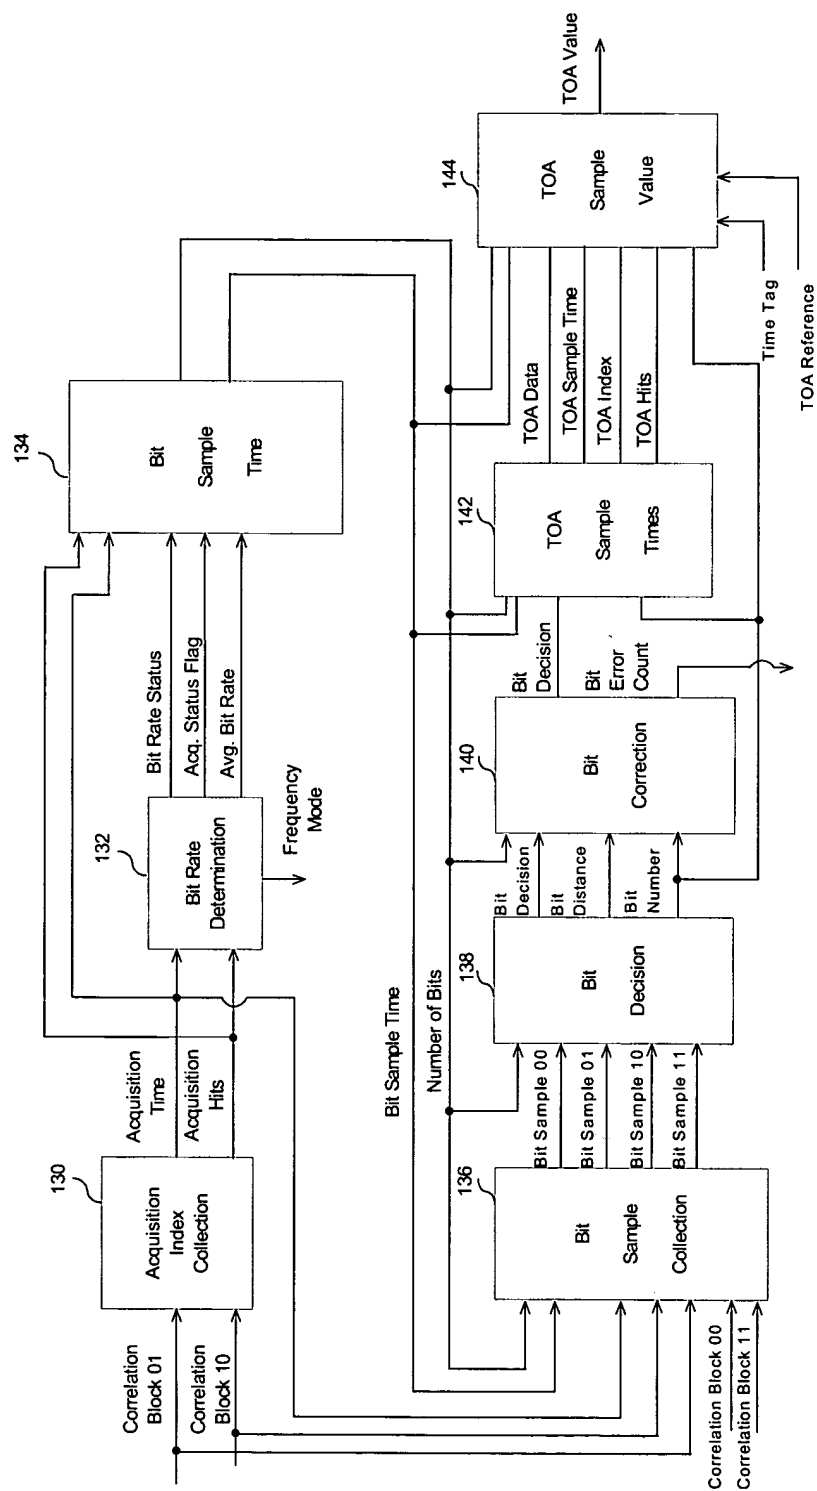 Correlation
Block 01
Correlation
Block 10
130
Acquisition
Index
Collection
Acquisition
Time
Acquisition
Hits
132
Bit Rate
Determination
Frequency
Mode
Bit Rate Status
Acq. Status Flag
Avg. Bit Rate
134
Bit
Sample
Time
Bit Sample Time
Number of Bits
Correlation Block 00
Correlation Block 11
136
Bit
Sample
Collection
Bit Sample 00
Bit Sample 01
Bit Sample 10
Bit Sample 11
138
Bit
Decision
Bit
Decision
Bit
Distance
Bit
Number
140
Bit
Correction
Bit
Decision
Bit
Error
Count
142
TOA
Sample
Times
TOA Data
TOA Sample Time
TOA Index
TOA Hits
144
TOA
Sample
Value
TOA Value
Time Tag
TOA Reference